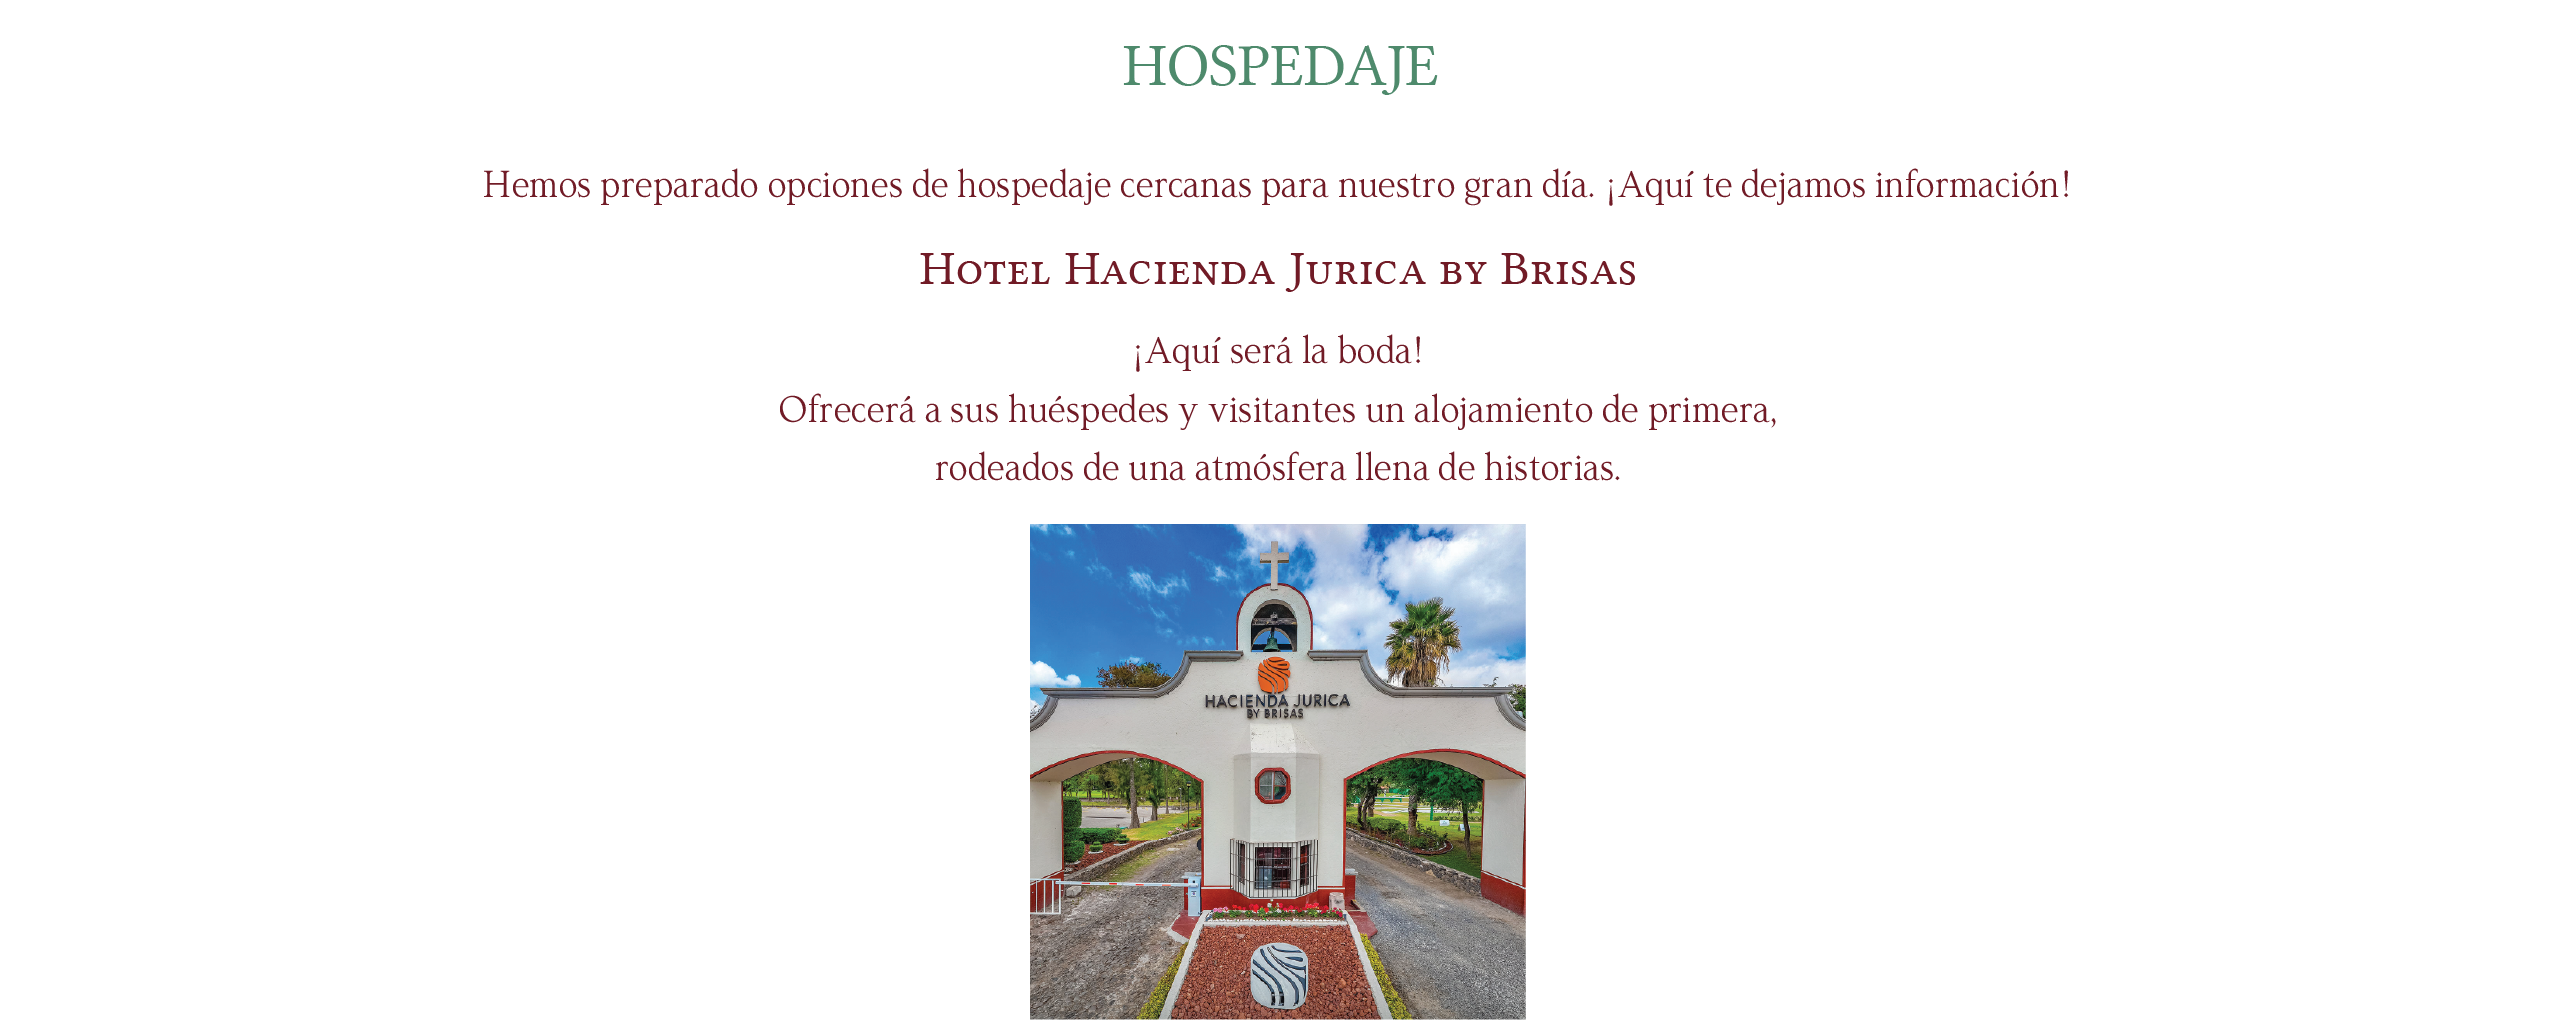 HOSPEDAJE
Hemos preparado opciones de hospedaje cercanas para nuestro gran día. ¡Aquí te dejamos información!
Hotel Hacienda Jurica by Brisas
¡Aquí será la boda!
Ofrecerá a sus huéspedes y visitantes un alojamiento de primera,
rodeados de una atmósfera llena de historias.
HACIENDA JURICA
BY BRISAS